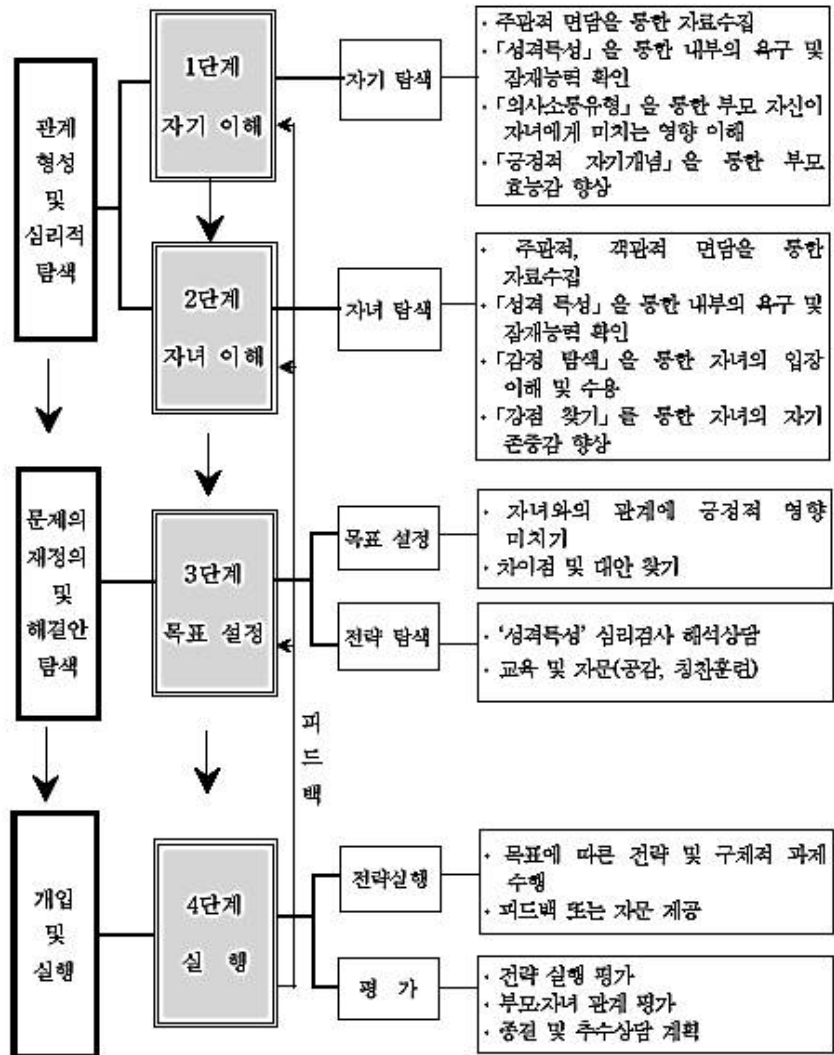 관계
형성
및
심리적
탐색
1단계
자기 이해
자기 탐색
· 주관적 면담을 통한 자료수집
· 「성격특성」을 통한 내부의 욕구 및
잠재능력 확인
· 「의사소통유형」을 통한 부모 자신이
자녀에게 미치는 영향 이해
· 「긍정적 자기개념」을 통한 부모
효능감 향상
2단계
자녀 이해
자녀 탐색
· 주관적, 객관적 면담을 통한
자료수집
· 「성격 특성」을 통한 내부의 욕구 및
잠재능력 확인
· 「감정 탐색」을 통한 자녀의 입장
이해 및 수용
· 「강점 찾기」를 통한 자녀의 자기
존중감 향상
문제의
재정의
및
해결안
탐색
3단계
목표 설정
목표 설정
· 자녀와의 관계에 긍정적 영향
미치기
· 차이점 및 대안 찾기
전략 탐색
· ‘성격특성’ 심리검사 해석상담
· 교육 및 자문(공감, 칭찬훈련)
피
드
백
개입
및
실행
4단계
실 행
전략실행
· 목표에 따른 전략 및 구체적 과제
수행
· 피드백 또는 자문 제공
평 가
· 전략 실행 평가
· 부모·자녀 관계 평가
· 종결 및 추수상담 계획